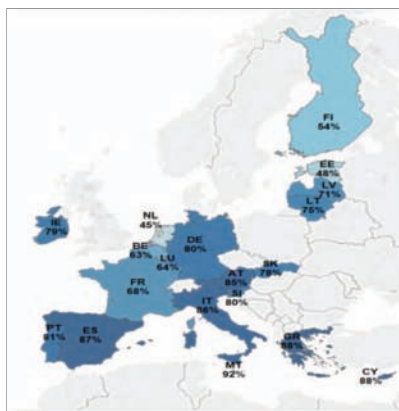 FI
54%
EE
48%
LV
71%
LT
75%
IE
79%
NL
45%
DE
80%
BE
63%
LU
64%
SK
78%
FR
68%
AT
85%
SI
80%
IT
86%
PT
81%
ES
87%
GR
88%
MT
92%
CY
88%